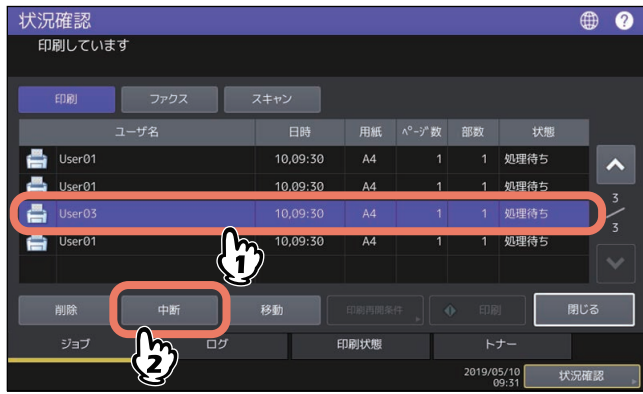 状況確認
印刷しています
印刷 ファクス スキャン
ユーザ名 日時 用紙 ページ数 部数 状態
User01 10,09:30 A4 1 1 処理待ち
User01 10,09:30 A4 1 1 処理待ち
User03 10,09:30 A4 1 1 処理待ち
User01 10,09:30 A4 1 1 処理待ち
3
3
1
削除 中断 移動 印刷再開条件 印刷 閉じる
ジョブ ログ 印刷状態 トナー
2
2019/05/10
09:31
状況確認